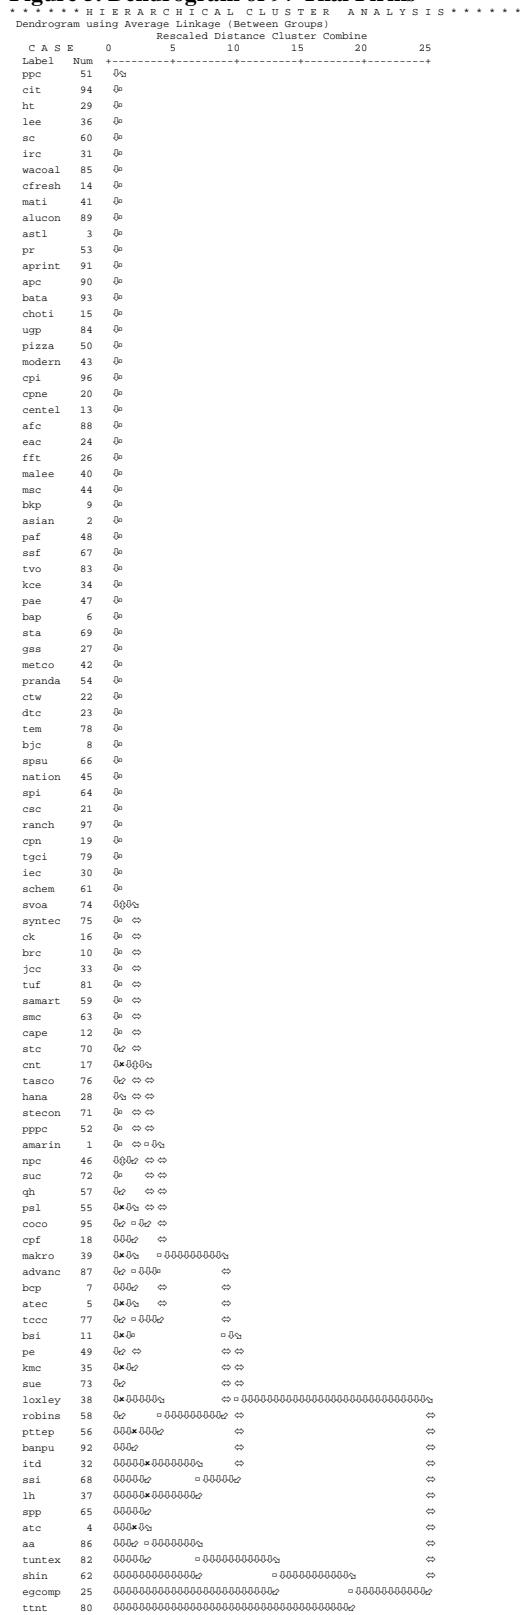 * * * * * * H I E R A R C H I C A L   C L U S T E R   A N A L Y S I S * * * * * *
Dendrogram using Average Linkage (Between Groups)
Rescaled Distance Cluster Combine
C A S E 0 5 10 15 20 25
Label Num +---------+---------+---------+---------+---------+
ppc 51
cit 94
ht 29
lee 36
sc 60
irc 31
wacoal 85
cfresh 14
mati 41
alucon 89
astl 3
pr 53
aprint 91
apc 90
bata 93
choti 15
ugp 84
pizza 50
modern 43
cpi 96
cpne 20
centel 13
afc 88
eac 24
fft 26
malee 40
msc 44
bkp 9
asian 2
paf 48
ssf 67
tvo 83
kce 34
pae 47
bap 6
sta 69
gss 27
metco 42
pranda 54
ctw 22
dtc 23
tem 78
bjc 8
spsu 66
nation 45
spi 64
csc 21
ranch 97
cpn 19
tgci 79
iec 30
schem 61
svoa 74
syntec 75
ck 16
brc 10
jcc 33
tuf 81
samart 59
smc 63
cape 12
stc 70
cnt 17
tasco 76
hana 28
stecon 71
pppc 52
amarin 1
npc 46
suc 72
qh 57
psl 55
coco 95
cpf 18
makro 39
advanc 87
bcp 7
atec 5
tccc 77
bsi 11
pe 49
kmc 35
sue 73
loxley 38
robins 58
pttep 56
banpu 92
itd 32
ssi 68
lh 37
spp 65
atc 4
aa 86
tuntex 82
shin 62
egcomp 25
ttnt 80